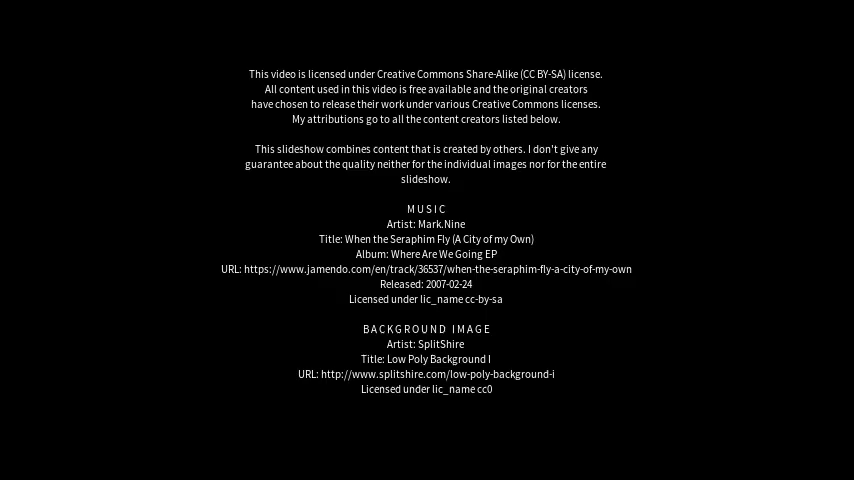 This video is licensed under Creative Commons Share-Alike (CC BY-SA) license.
All content used in this video is free available and the original creators
have chosen to release their work under various Creative Commons licenses.
My attributions go to all the content creators listed below.
This slideshow combines content that is created by others. I don't give any
guarantee about the quality neither for the individual images nor for the entire
slideshow.
MUSIC
Artist: Mark.Nine
Title: When the Seraphim Fly (A City of my Own)
Album: Where Are We Going EP
URL: https://www.jamendo.com/en/track/36537/when-the-seraphim-fly-a-city-of-my-own
Released: 2007-02-24
Licensed under lic_name cc-by-sa
BACKGROUND IMAGE
Artist: SplitShire
Title: Low Poly Background I
URL: http://www.splitshire.com/low-poly-background-i
Licensed under lic_name cc0